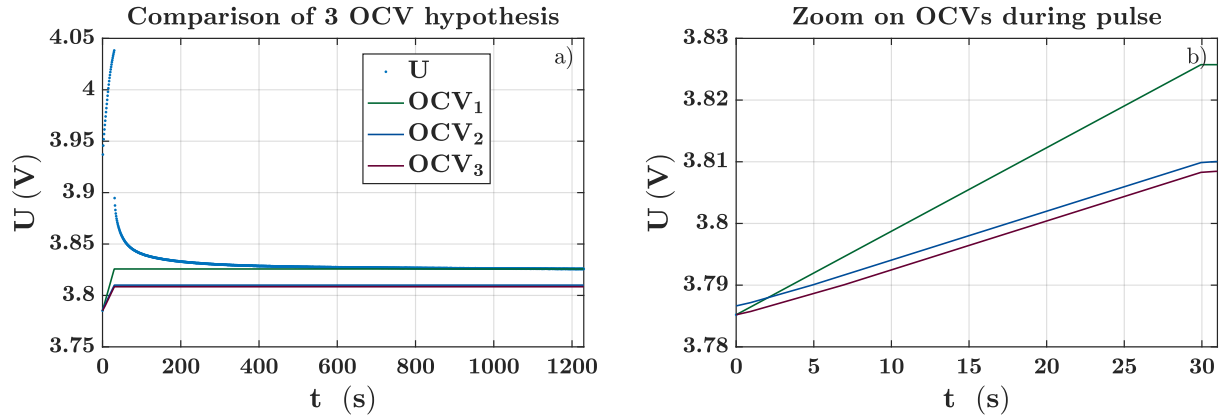 Comparison of 3 OCV hypothesis
a)
4.05
4
3.95
3.9
3.85
3.8
3.75
U (V)
U
OCV₁
OCV₂
OCV₃
0 200 400 600 800 1000 1200
t (s)
Zoom on OCVs during pulse
b)
3.83
3.82
3.81
3.8
3.79
3.78
U (V)
0 5 10 15 20 25 30
t (s)